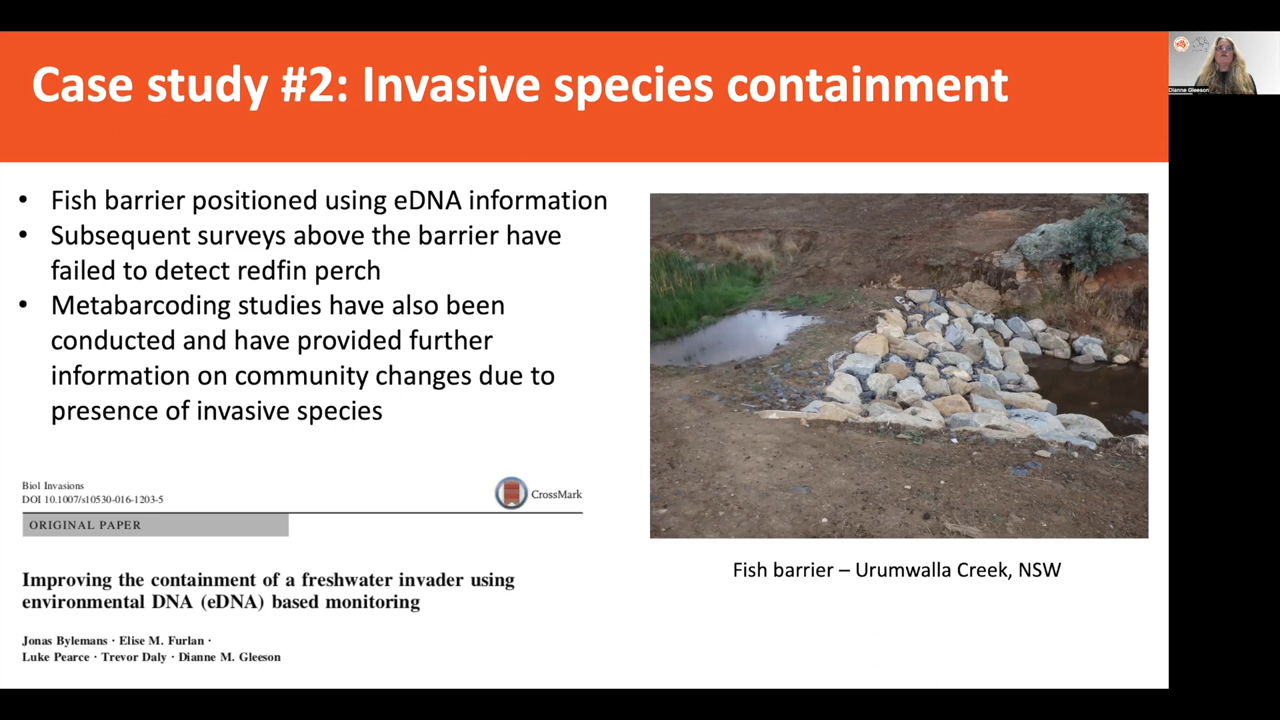 Case study #2: Invasive species containment
Dianne Gleeson
• Fish barrier positioned using eDNA information
• Subsequent surveys above the barrier have
failed to detect redfin perch
• Metabarcoding studies have also been
conducted and have provided further
information on community changes due to
presence of invasive species
Biol Invasions
DOI 10.1007/s10530-016-1203-5
CrossMark
ORIGINAL PAPER
Improving the containment of a freshwater invader using
environmental DNA (eDNA) based monitoring
Jonas Bylemans · Elise M. Furlan ·
Luke Pearce · Trevor Daly · Dianne M. Gleeson
Fish barrier – Urumwalla Creek, NSW